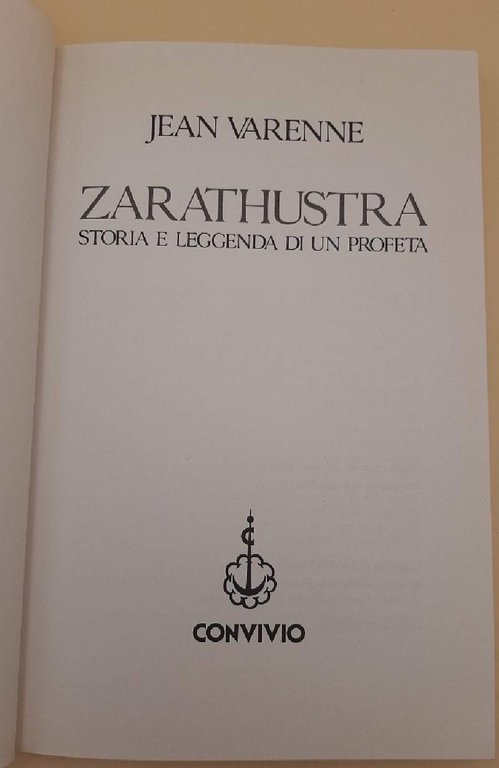 JEAN VARENNE
ZARATHUSTRA
STORIA E LEGGENDA DI UN PROFETA
CONVIVIO